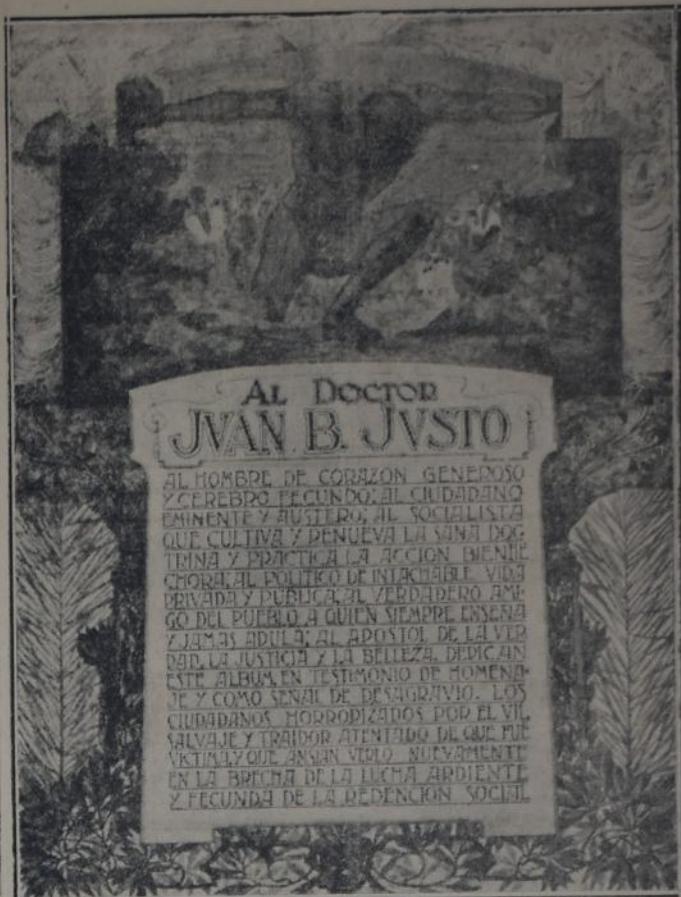 AL DOCTOR
JVAN B. JVSTO
AL HOMBRE DE CORAZON GENEROSO
Y CEREBRO FECUNDO; AL CIUDADANO
EMINENTE Y AUSTERO, AL SOCIALISTA
QUE CULTIVA Y RENUEVA LA SANA DOC-
TRINA Y PRACTICA LA ACCION BIENHE
CHORA; AL POLITICO DE INTACHABLE VIDA
PRIVADA Y PUBLICA, AL VERDADERO AMI-
GO DEL PUEBLO A QUIEN SIEMPRE ENSEÑA
Y JAMAS ADULA; AL APOSTOL DE LA VER
DAD, LA JUSTICIA Y LA BELLEZA, DEDICAN
ESTE ALBUM, EN TESTIMONIO DE HOMENA-
JE Y COMO SEÑAL DE DESAGRAVIO. LOS
CIUDADANOS HORRORIZADOS POR EL VIL,
SALVAJE Y TRAIDOR ATENTADO DE QUE FUE
VICTIMA, Y QUE ANSIAN VERLO NUEVAMENTE
EN LA BRECHA DE LA LUCHA ARDIENTE
Y FECUNDA DE LA REDENCION SOCIAL